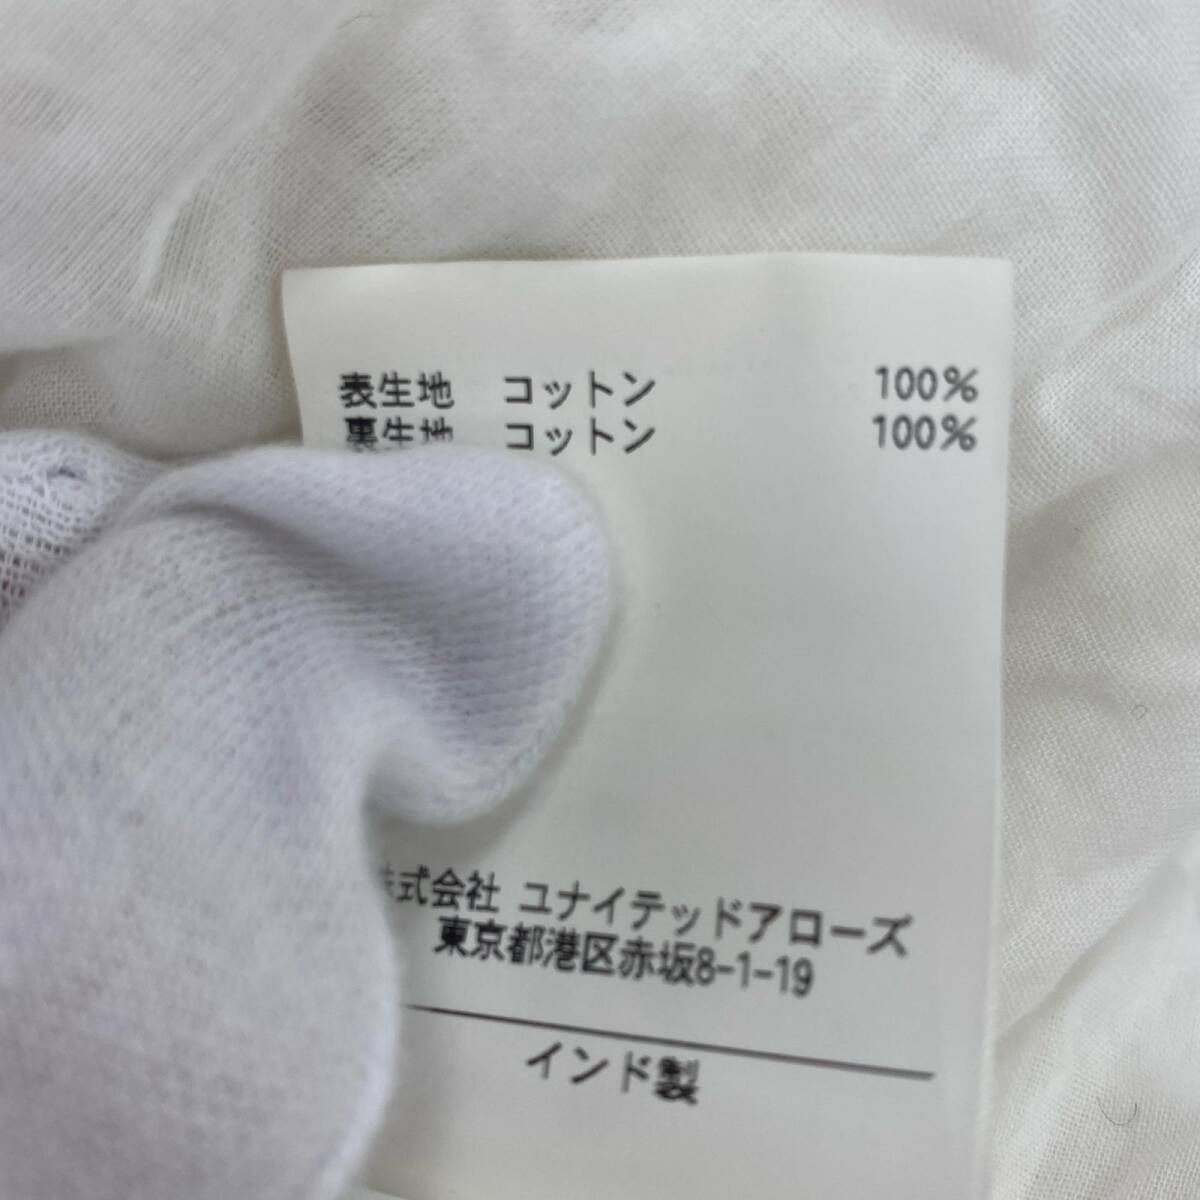 表生地 コットン 100%
裏生地 コットン 100%
株式会社 ユナイテッドアローズ
東京都港区赤坂8-1-19
インド製